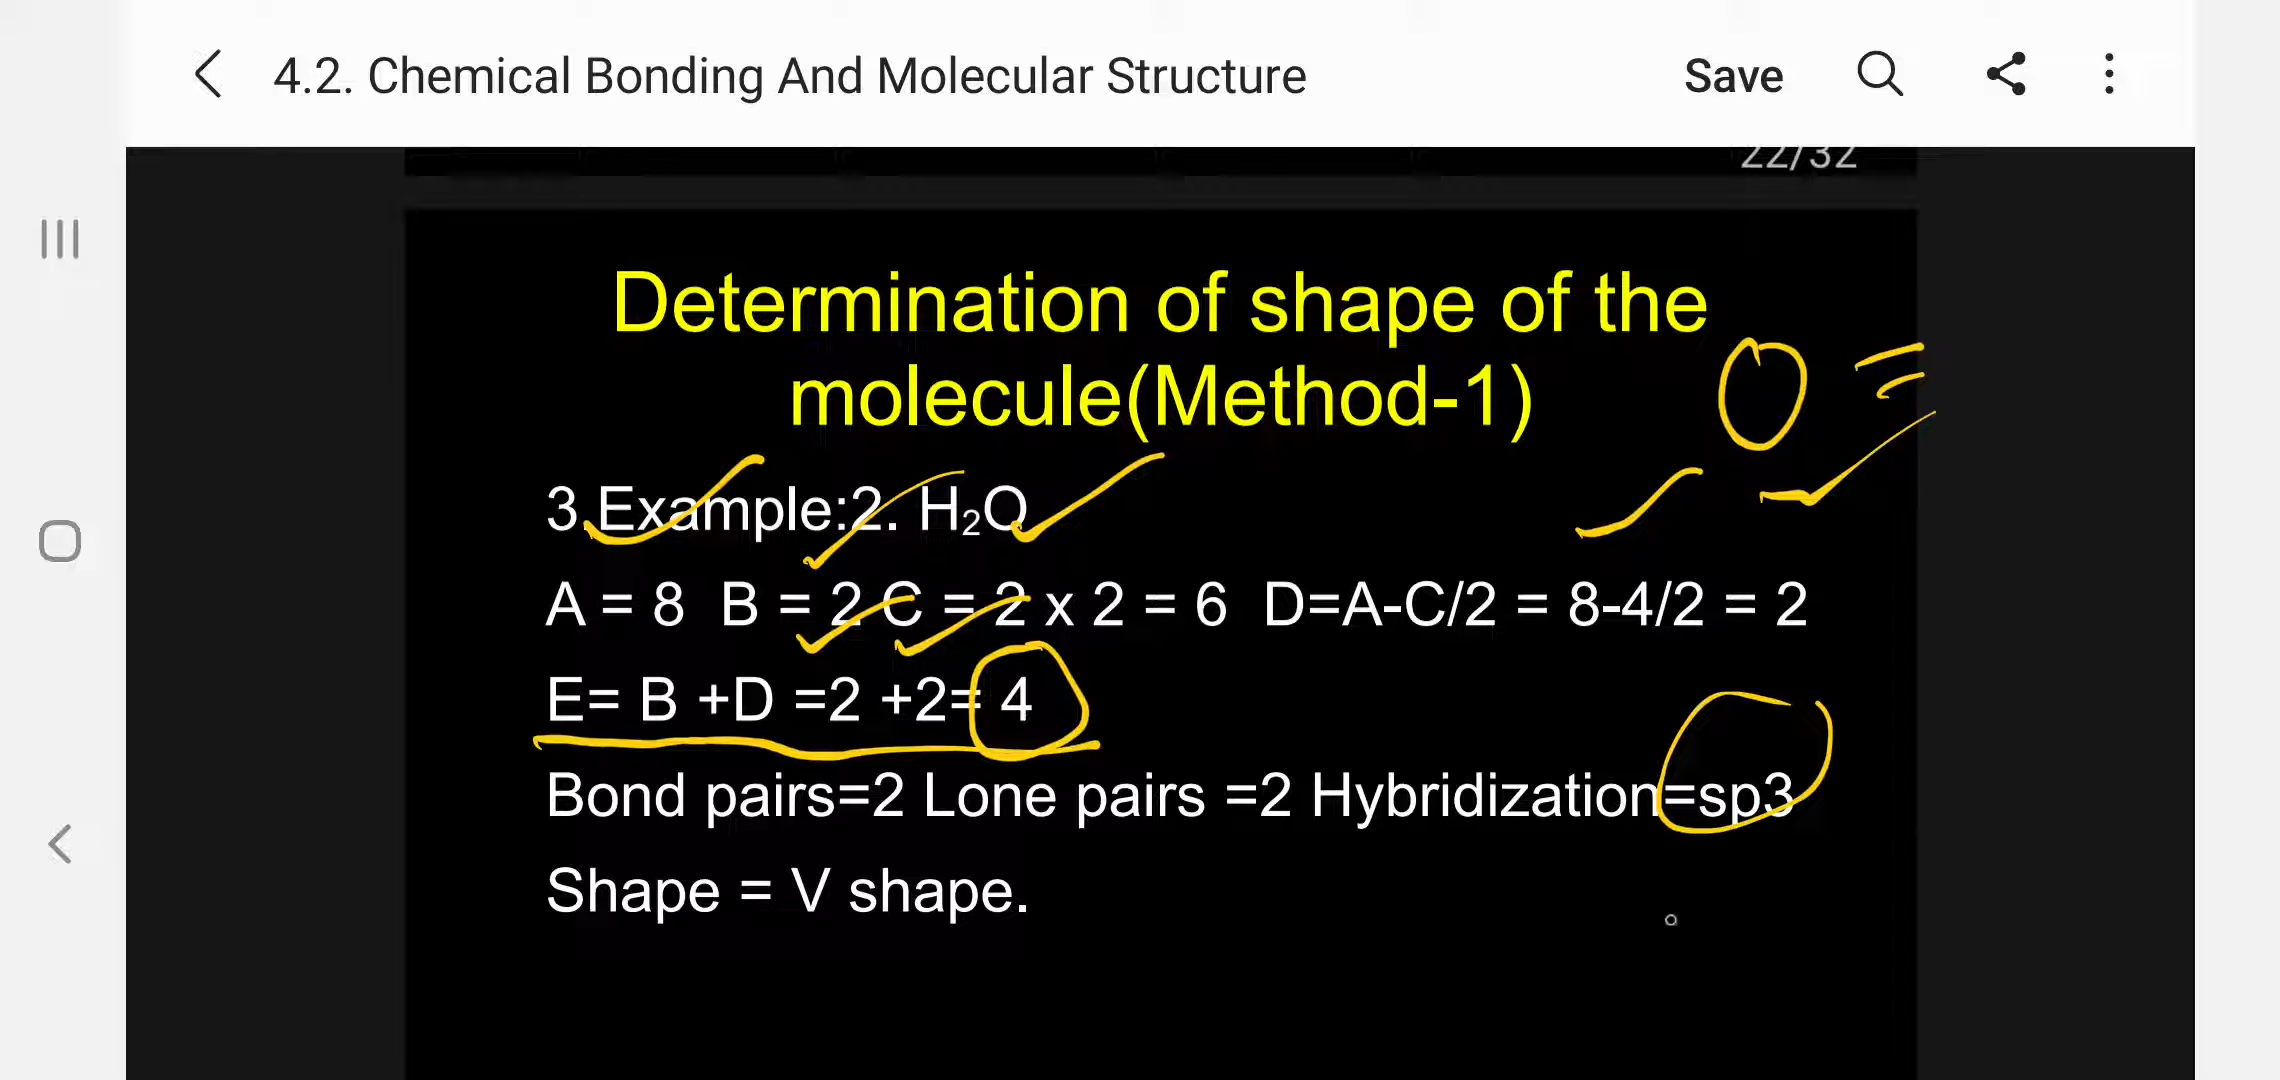 4.2. Chemical Bonding And Molecular Structure Save
22/32
Determination of shape of the
molecule(Method-1)
3.Example:2. H₂O
A = 8 B = 2 C = 2 x 2 = 6 D=A-C/2 = 8-4/2 = 2
E= B +D =2 +2= 4
Bond pairs=2 Lone pairs =2 Hybridization=sp3
Shape = V shape.